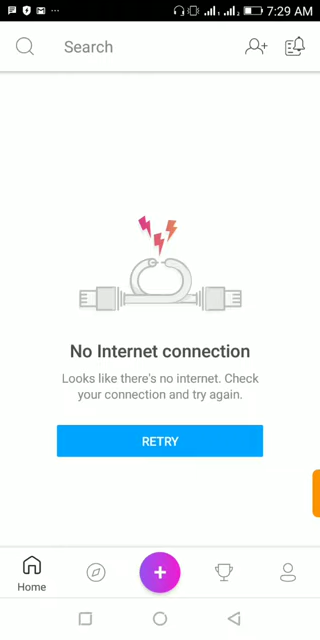 7:29 AM
Search
No Internet connection
Looks like there's no internet. Check
your connection and try again.
RETRY
Home